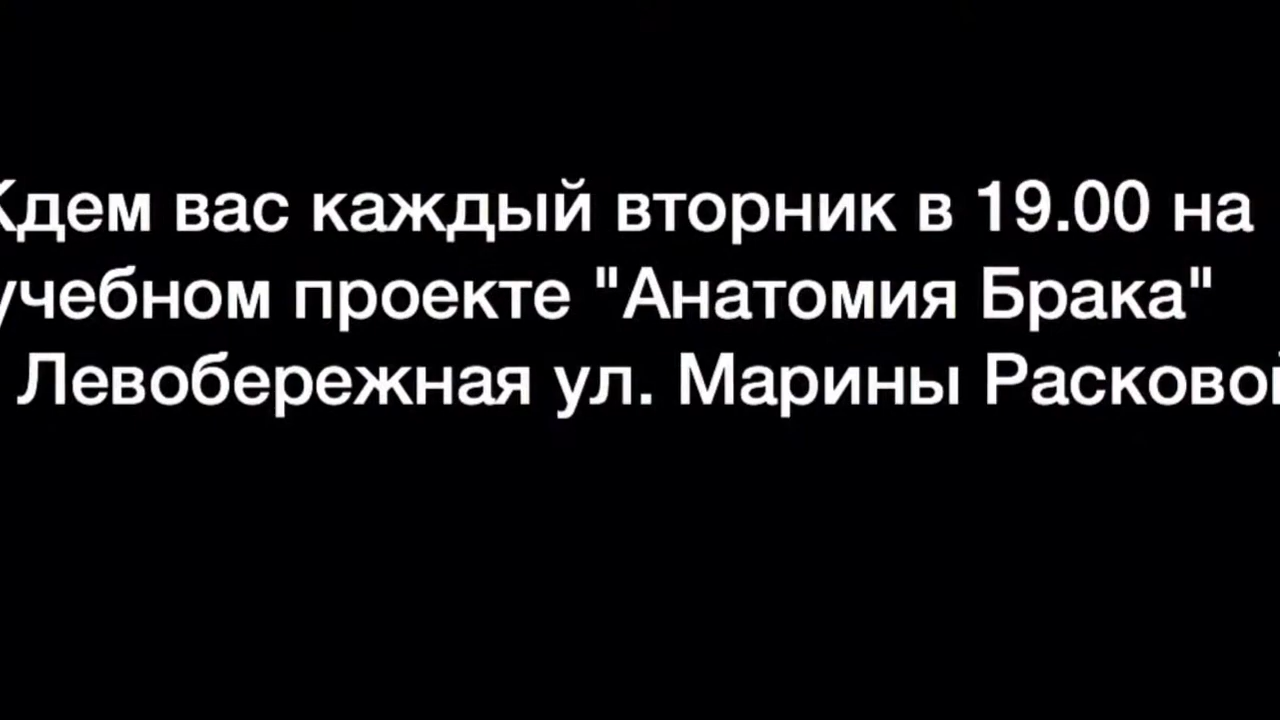 Ждем вас каждый вторник в 19.00 на
учебном проекте "Анатомия Брака"
Левобережная ул. Марины Расковой